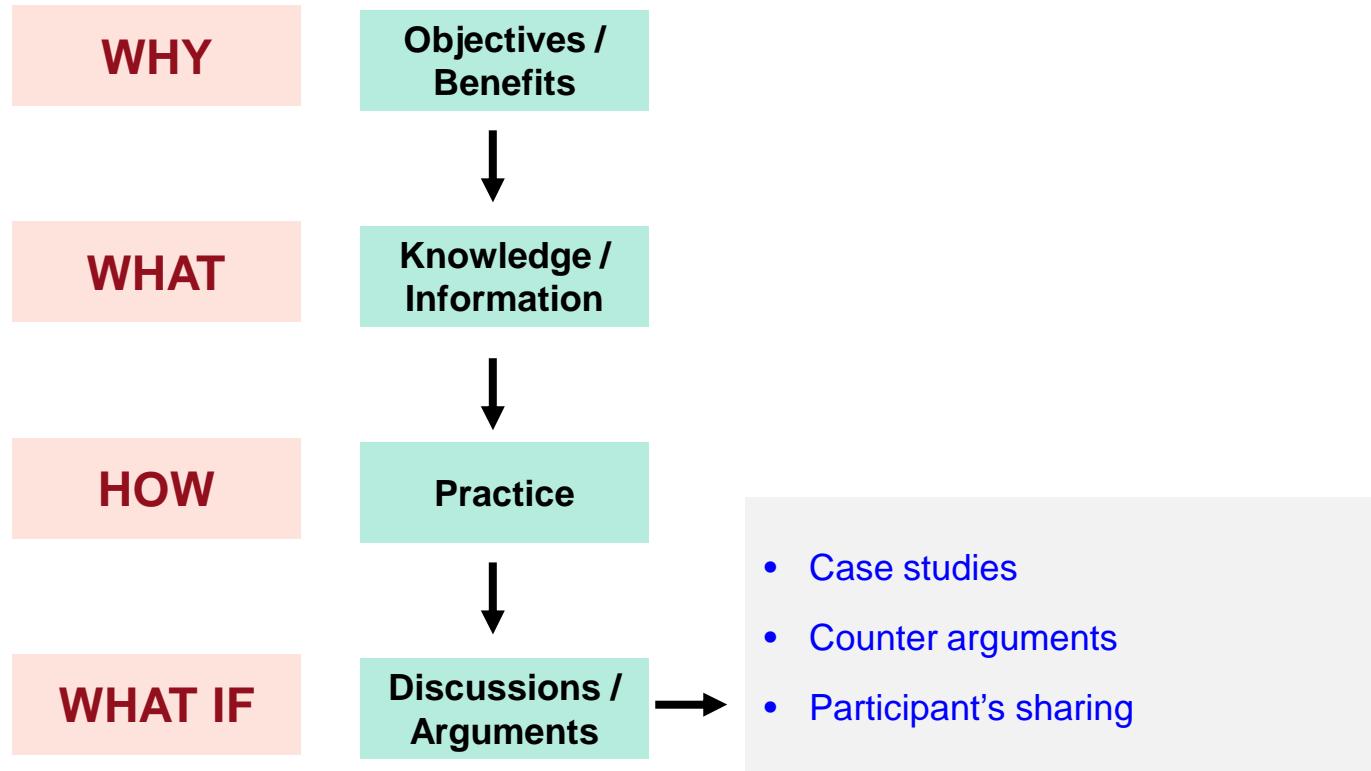 WHY
Objectives /
Benefits
WHAT
Knowledge /
Information
HOW
Practice
WHAT IF
Discussions /
Arguments
• Case studies
• Counter arguments
• Participant's sharing